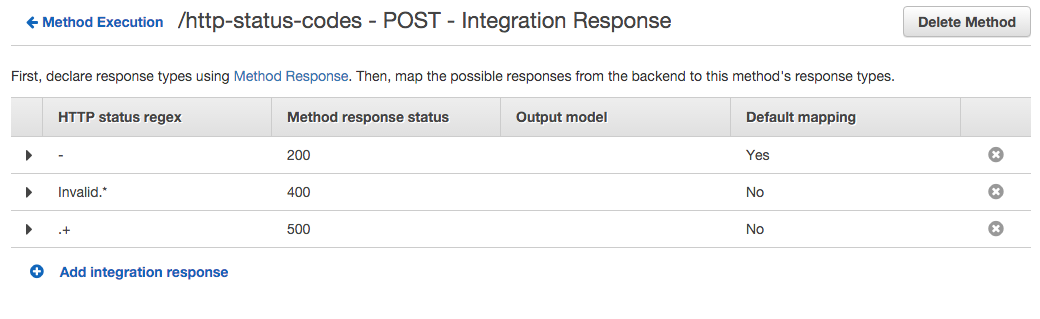 Method Execution /http-status-codes - POST - Integration Response Delete Method
First, declare response types using Method Response. Then, map the possible responses from the backend to this method's response types.
HTTP status regex Method response status Output model Default mapping
- 200 Yes
Invalid.* 400 No
.+ 500 No
Add integration response